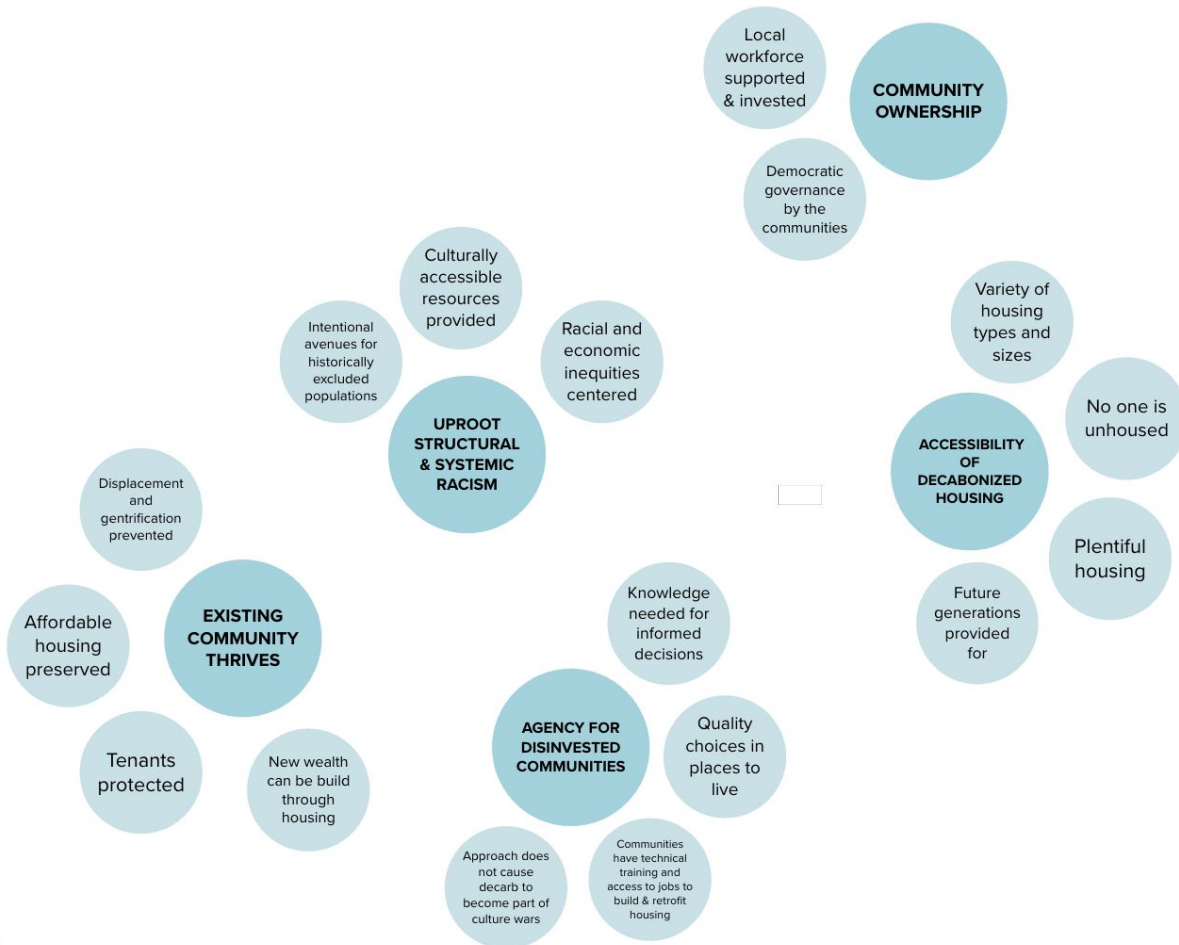 Local
workforce
supported
& invested
COMMUNITY
OWNERSHIP
Democratic
governance
by the
communities
Culturally
accessible
resources
provided
Intentional
avenues for
historically
excluded
populations
Racial and
economic
inequities
centered
UPROOT
STRUCTURAL
& SYSTEMIC
RACISM
Variety of
housing
types and
sizes
No one is
unhoused
ACCESSIBILITY
OF
DECABONIZED
HOUSING
Plentiful
housing
Future
generations
provided
for
Displacement
and
gentrification
prevented
Affordable
housing
preserved
EXISTING
COMMUNITY
THRIVES
Tenants
protected
New wealth
can be build
through
housing
Knowledge
needed for
informed
decisions
AGENCY FOR
DISINVESTED
COMMUNITIES
Quality
choices in
places to
live
Approach does
not cause
decarb to
become part of
culture wars
Communities
have technical
training and
access to jobs to
build & retrofit
housing